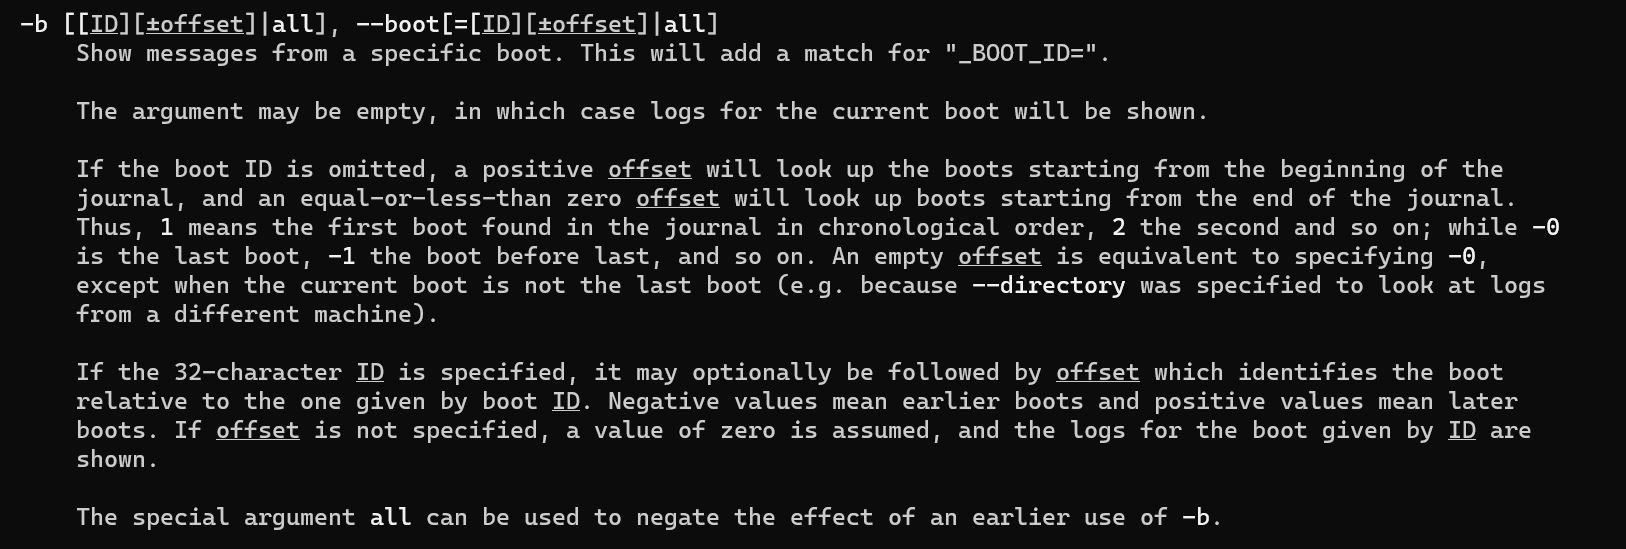 -b [[ID][±offset]|all], --boot[=[ID][±offset]|all]
Show messages from a specific boot. This will add a match for "_BOOT_ID=".
The argument may be empty, in which case logs for the current boot will be shown.
If the boot ID is omitted, a positive offset will look up the boots starting from the beginning of the
journal, and an equal-or-less-than zero offset will look up boots starting from the end of the journal.
Thus, 1 means the first boot found in the journal in chronological order, 2 the second and so on; while -0
is the last boot, -1 the boot before last, and so on. An empty offset is equivalent to specifying -0,
except when the current boot is not the last boot (e.g. because --directory was specified to look at logs
from a different machine).
If the 32-character ID is specified, it may optionally be followed by offset which identifies the boot
relative to the one given by boot ID. Negative values mean earlier boots and positive values mean later
boots. If offset is not specified, a value of zero is assumed, and the logs for the boot given by ID are
shown.
The special argument all can be used to negate the effect of an earlier use of -b.